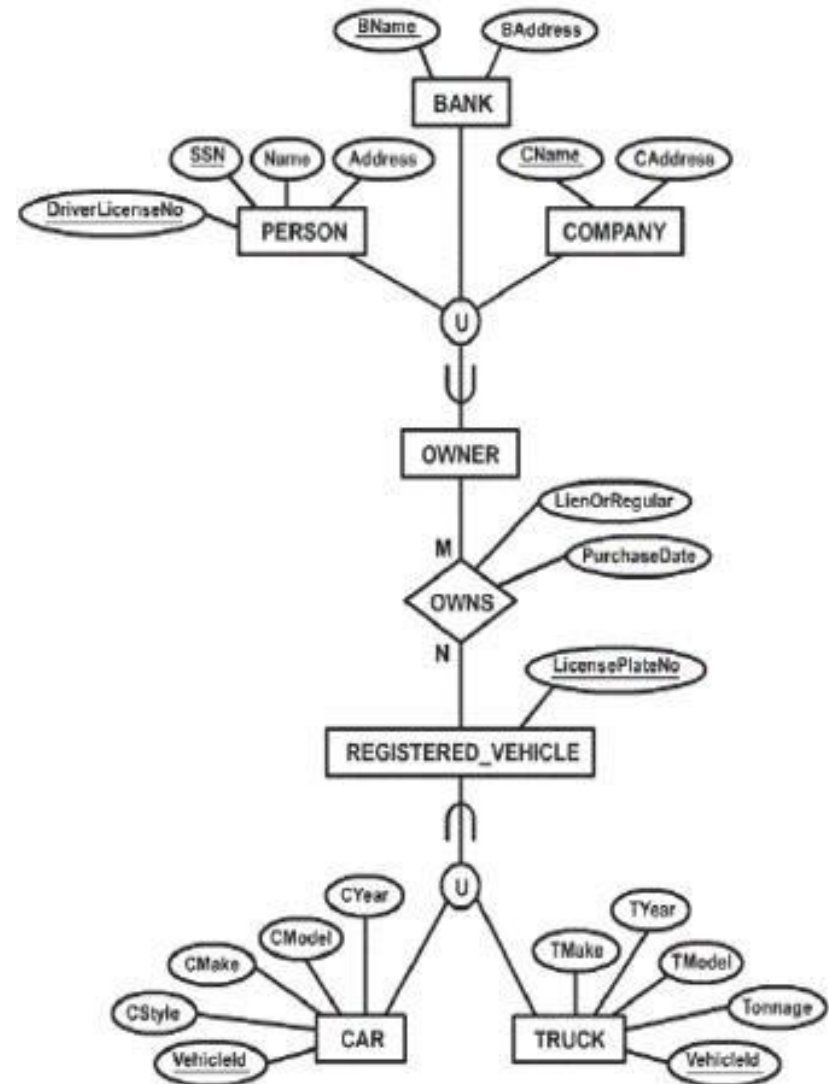 BName
BAddress
BANK
SSN
Name
Address
CName
CAddress
DriverLicenseNo
PERSON
COMPANY
U
OWNER
LienOrRegular
M
PurchaseDate
OWNS
N
LicensePlateNo
REGISTERED_VEHICLE
U
CYear
TYear
CModel
TMake
CMake
TModel
CStyle
Tonnage
CAR
TRUCK
VehicleId
VehicleId